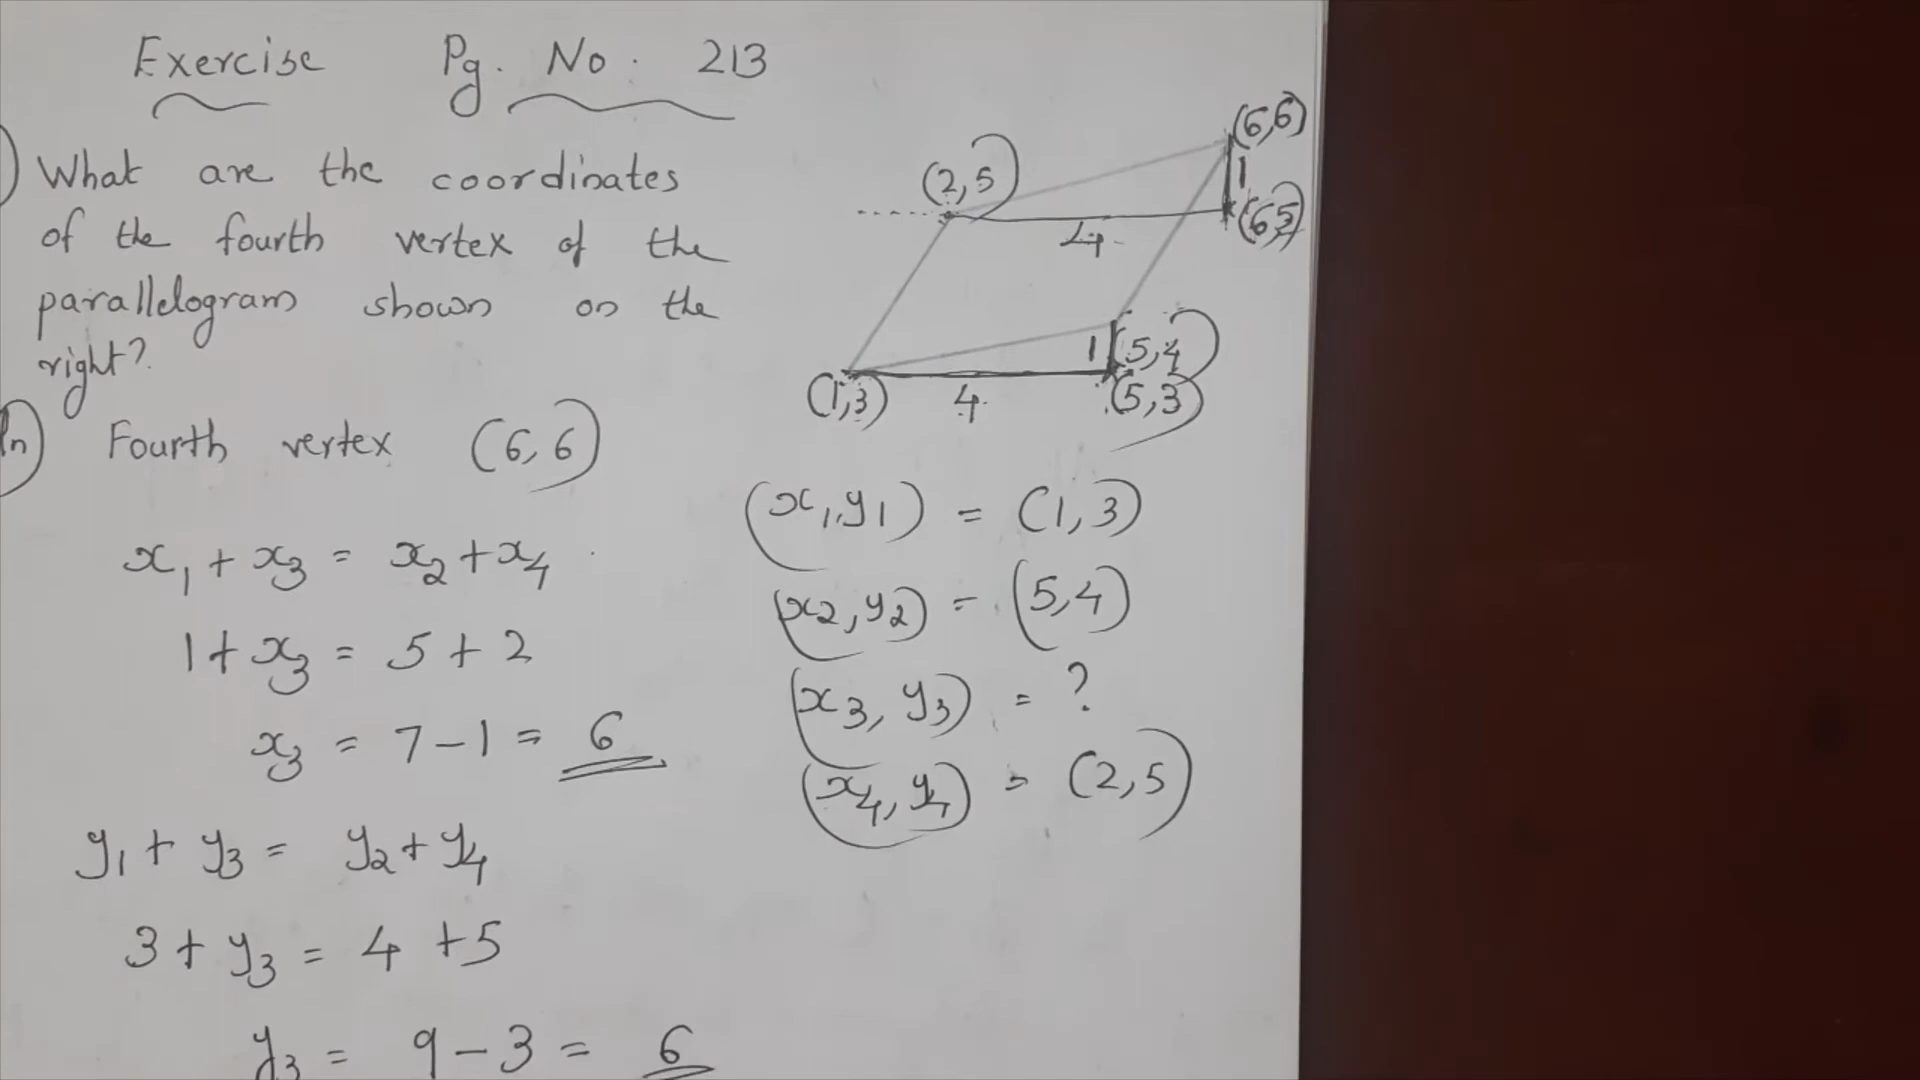 Exercise Pg. No. 213
What are the coordinates
of the fourth vertex of the
parallelogram shown on the
right?
Fourth vertex (6,6)
x₁ + x₃ = x₂ + x₄
1 + x₃ = 5 + 2
x₃ = 7 - 1 = 6
y₁ + y₃ = y₂ + y₄
3 + y₃ = 4 + 5
y₃ = 9 - 3 = 6
(6,6)
(2,5)
1
(6,5)
4
1
(5,4)
(1,3)
4
(5,3)
(x₁,y₁) = (1,3)
(x₂,y₂) = (5,4)
(x₃,y₃) = ?
(x₄,y₄) = (2,5)